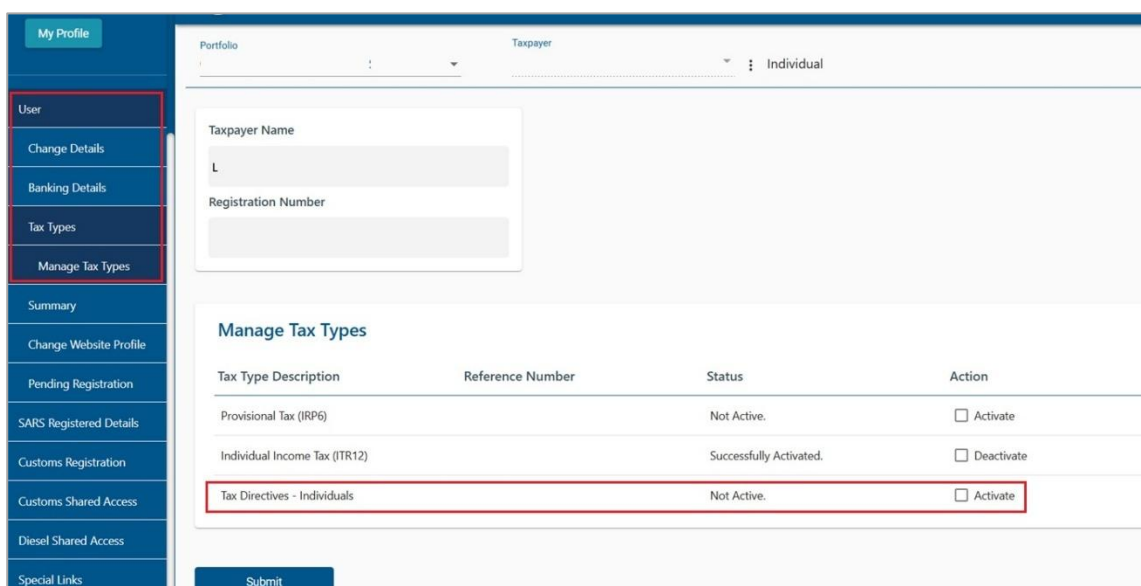 My Profile
Portfolio
Taxpayer
Individual
User
Change Details
Banking Details
Tax Types
Manage Tax Types
Summary
Change Website Profile
Pending Registration
SARS Registered Details
Customs Registration
Customs Shared Access
Diesel Shared Access
Special Links
Taxpayer Name
L
Registration Number
Manage Tax Types
Tax Type Description Reference Number Status Action
Provisional Tax (IRP6) Not Active. Activate
Individual Income Tax (ITR12) Successfully Activated. Deactivate
Tax Directives - Individuals Not Active. Activate
Submit